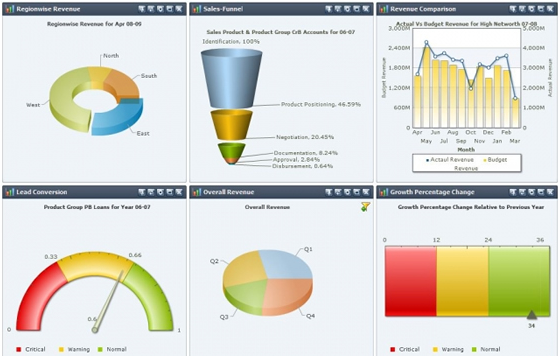 Regionwise Revenue
Regionwise Revenue for Apr 08-09
North
South
West
East
Sales-Funnel
Sales Product & Product Group CrB Accounts for 06-07
Identification, 100%
Product Positioning, 46.59%
Negotiation, 20.45%
Documentation, 8.24%
Approval, 2.84%
Disbursement, 0.64%
Revenue Comparison
Actual Vs Budget Revenue for High Networth 07-08
3.000M
2.400M
1.800M
1.200M
600M
0
5.000M
4.000M
3.000M
2.000M
1.000M
0
Budget Revenue
Actual Revenue
Apr Jun Aug Oct Dec Feb
May Jul Sep Nov Jan Mar
Month
Actaul Revenue
Budget
Revenue
Lead Conversion
Product Group PB Loans for Year 06-07
0.33
0.66
0
0.6
1
Critical
Warning
Normal
Overall Revenue
Overall Revenue
Q1
Q2
Q3
Q4
Growth Percentage Change
Growth Percentage Change Relative to Previous Year
0 12 24 36
34
Critical
Warning
Normal